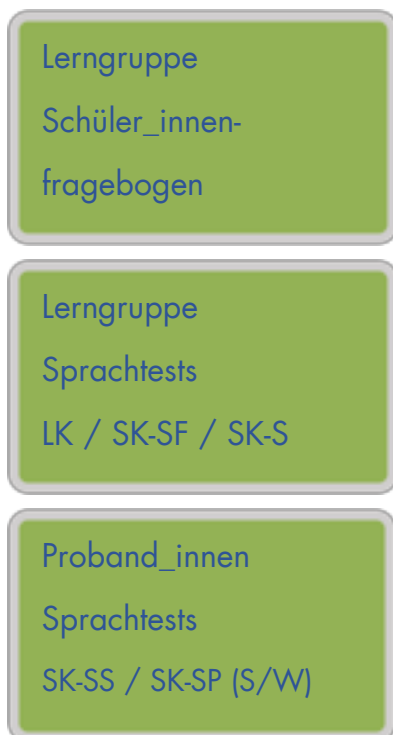 Lerngruppe
Schüler_innen-
fragebogen
Lerngruppe
Sprachtests
LK / SK-SF / SK-S
Proband_innen
Sprachtests
SK-SS / SK-SP (S/W)